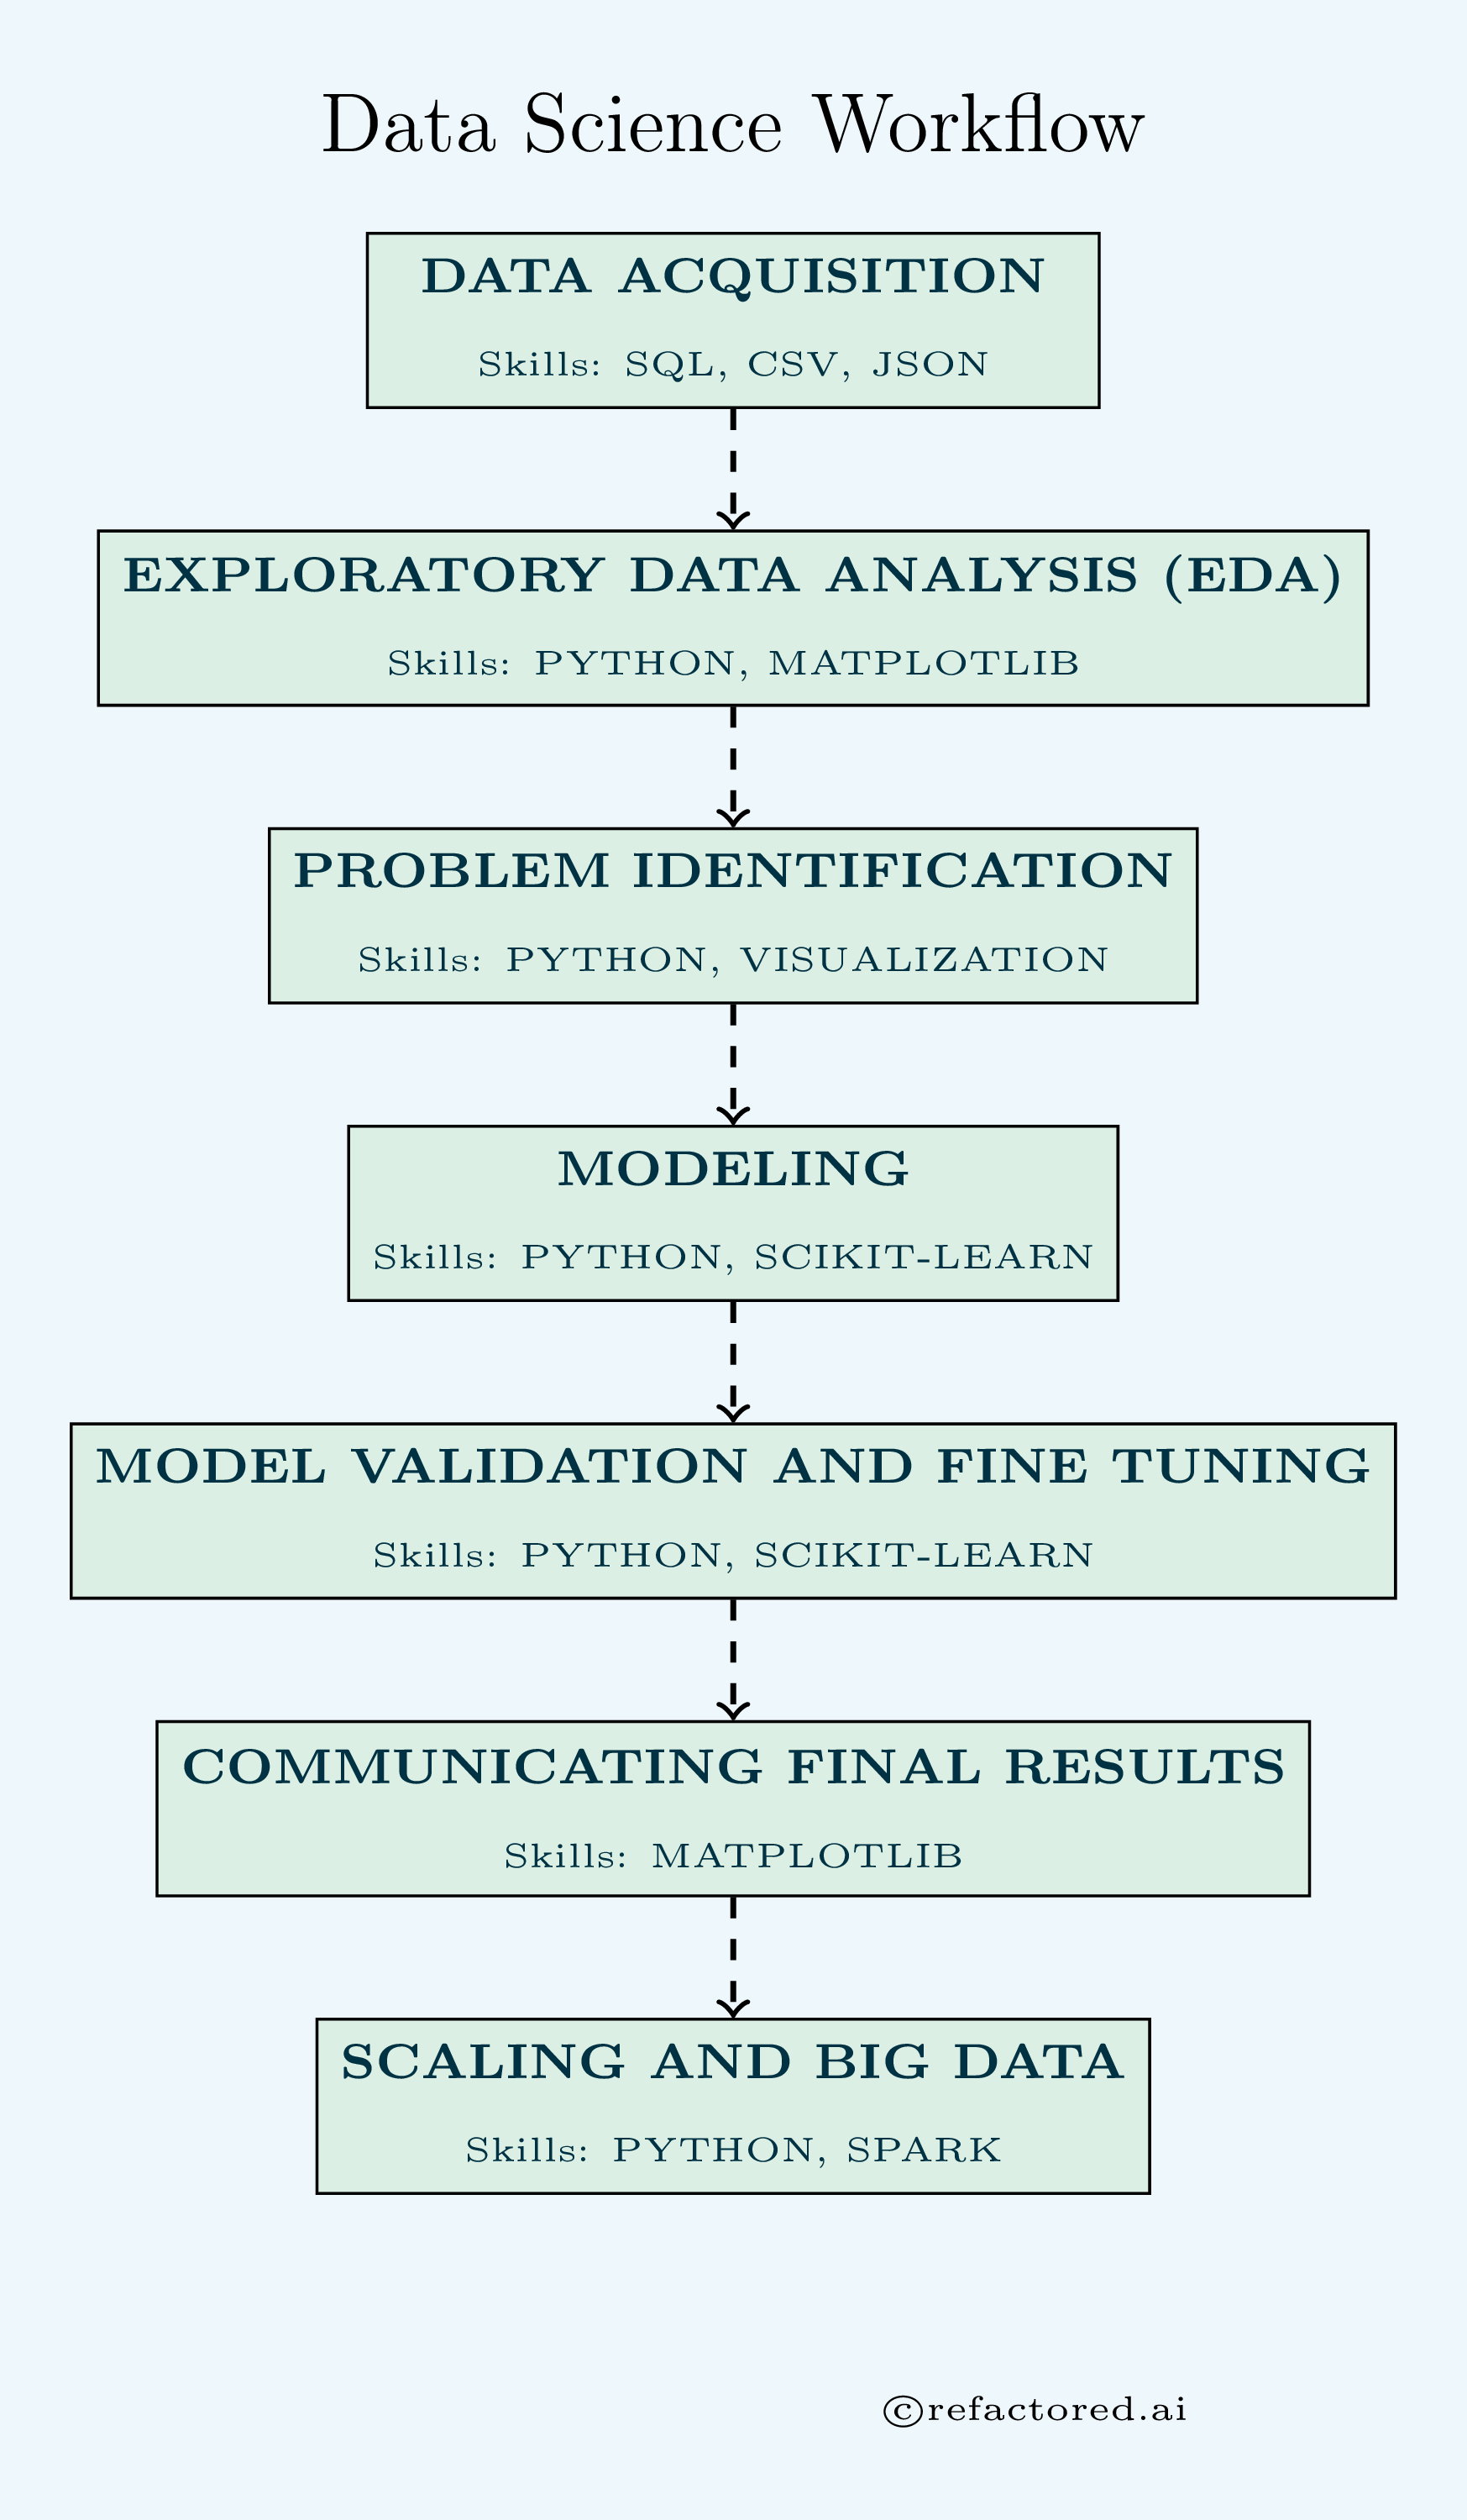 Data Science Workflow
DATA ACQUISITION
Skills: SQL, CSV, JSON
EXPLORATORY DATA ANALYSIS (EDA)
Skills: PYTHON, MATPLOTLIB
PROBLEM IDENTIFICATION
Skills: PYTHON, VISUALIZATION
MODELING
Skills: PYTHON, SCIKIT-LEARN
MODEL VALIDATION AND FINE TUNING
Skills: PYTHON, SCIKIT-LEARN
COMMUNICATING FINAL RESULTS
Skills: MATPLOTLIB
SCALING AND BIG DATA
Skills: PYTHON, SPARK
©refactored.ai